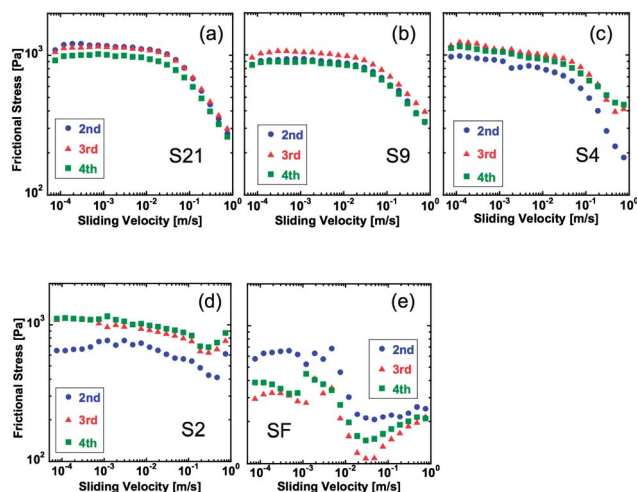 (a)
(b)
(c)
Frictional Stress [Pa]
10³
10²
2nd
3rd
4th
S21
2nd
3rd
4th
S9
2nd
3rd
4th
S4
10⁻⁴ 10⁻³ 10⁻² 10⁻¹ 10⁰
10⁻⁴ 10⁻³ 10⁻² 10⁻¹ 10⁰
10⁻⁴ 10⁻³ 10⁻² 10⁻¹ 10⁰
Sliding Velocity [m/s]
Sliding Velocity [m/s]
Sliding Velocity [m/s]
(d)
(e)
Frictional Stress [Pa]
10³
10²
2nd
3rd
4th
S2
2nd
3rd
4th
SF
10⁻⁴ 10⁻³ 10⁻² 10⁻¹ 10⁰
10⁻⁴ 10⁻³ 10⁻² 10⁻¹ 10⁰
Sliding Velocity [m/s]
Sliding Velocity [m/s]